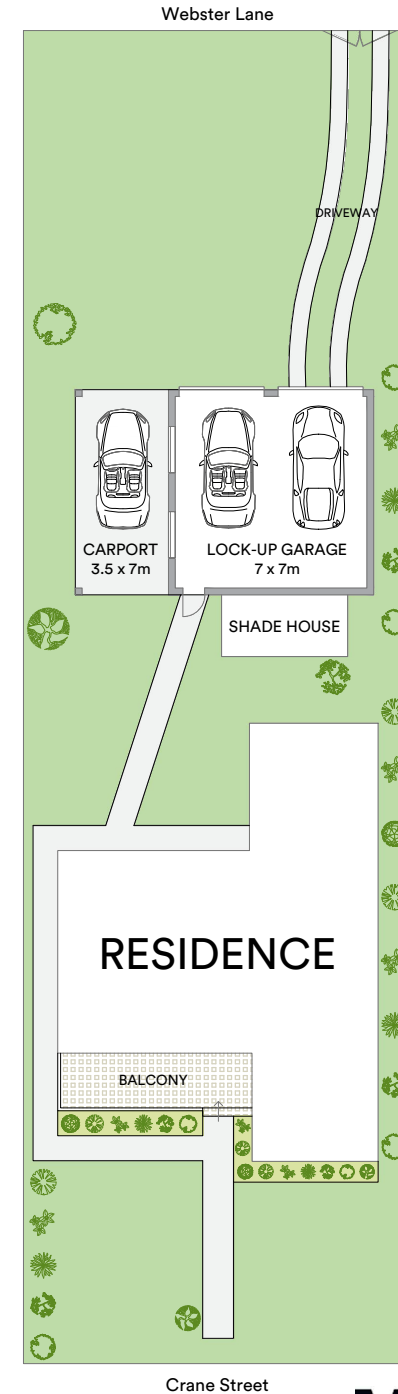 Webster Lane
DRIVEWAY
CARPORT
3.5 x 7m
LOCK-UP GARAGE
7 x 7m
SHADE HOUSE
RESIDENCE
BALCONY
Crane Street